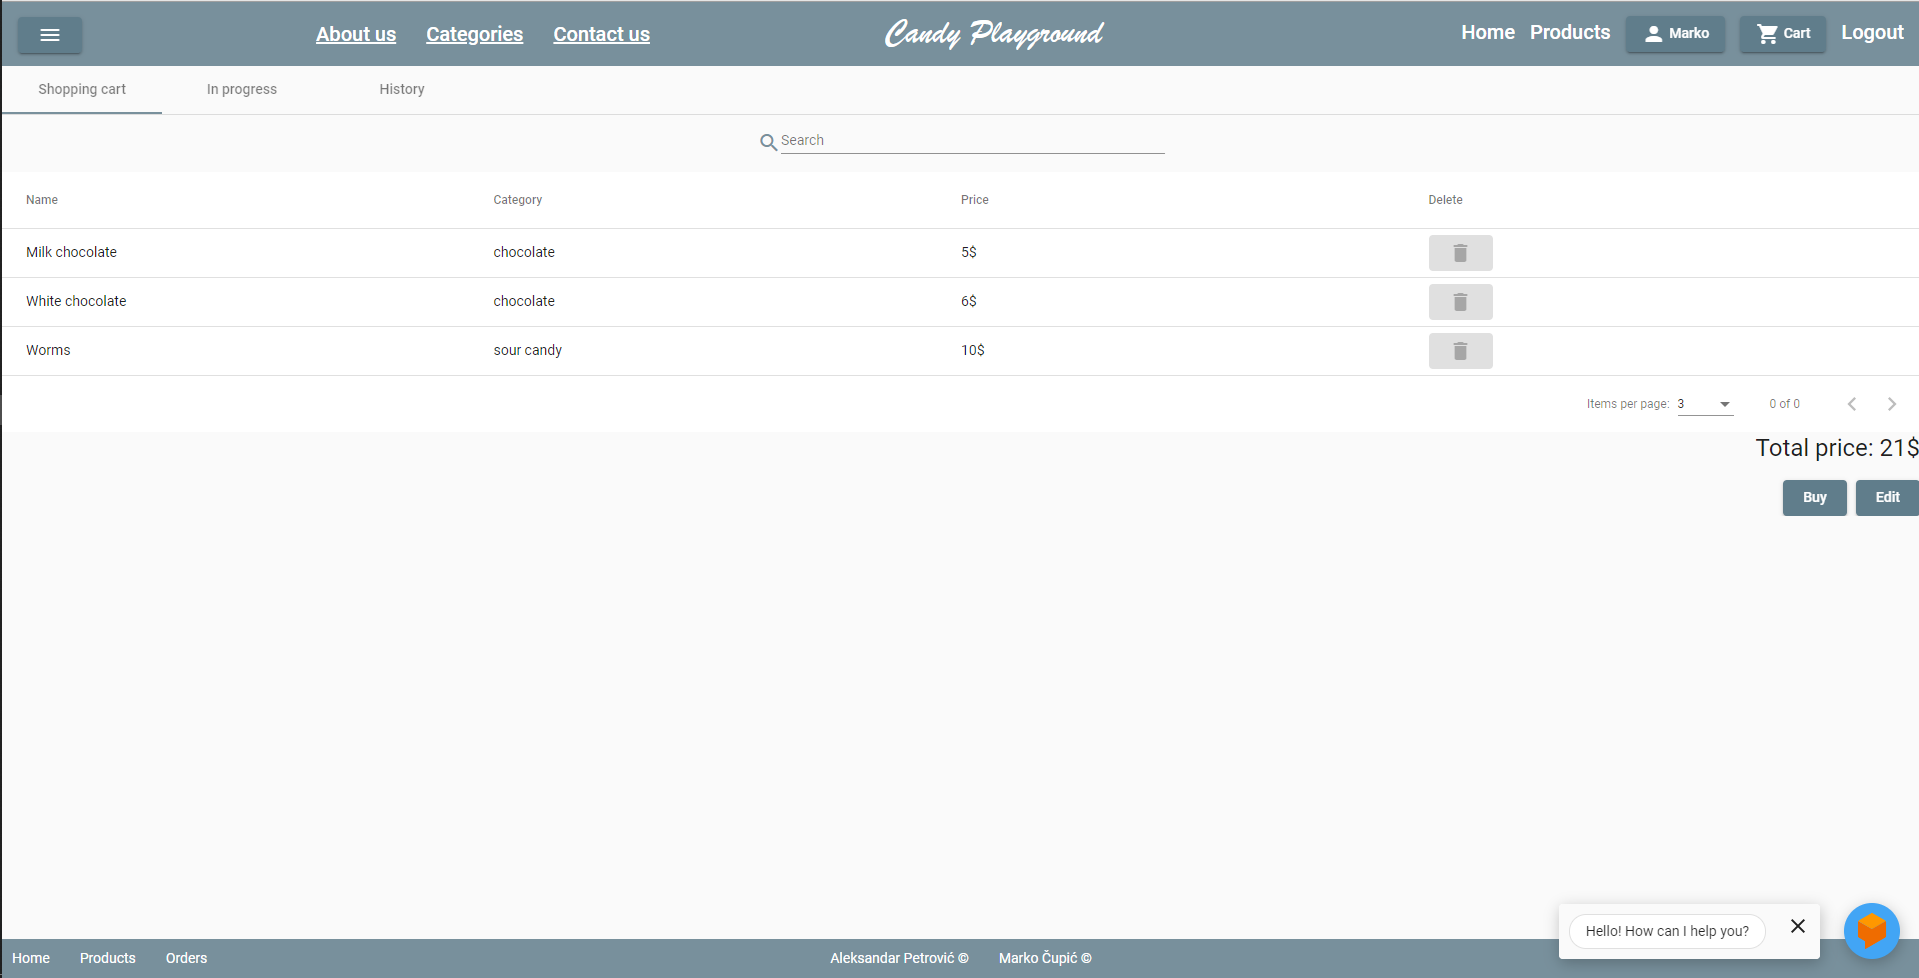 About us Categories Contact us Candy Playground Home Products Marko Cart Logout
Shopping cart In progress History
Search
Name Category Price Delete
Milk chocolate chocolate 5$
White chocolate chocolate 6$
Worms sour candy 10$
Items per page: 3 0 of 0
Total price: 21$
Buy Edit
Hello! How can I help you?
Home Products Orders Aleksandar Petrović © Marko Čupić ©